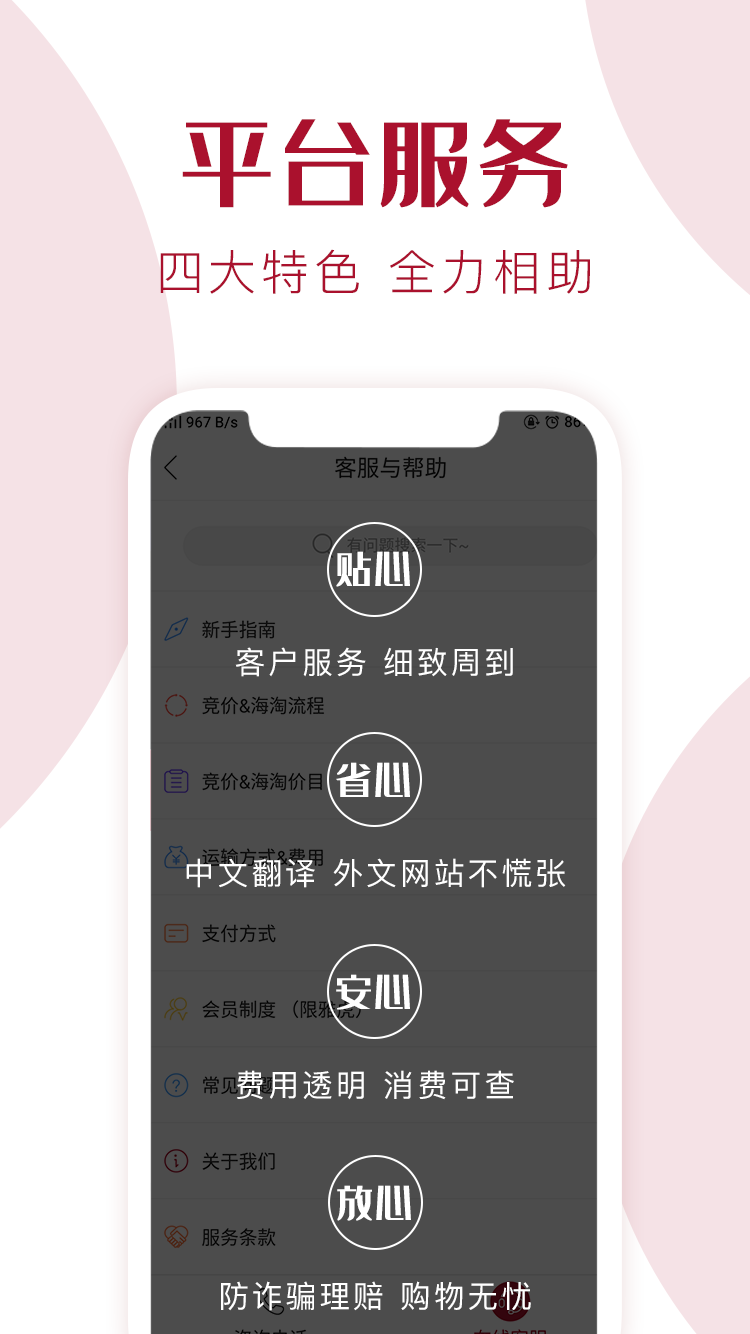 平台服务
四大特色 全力相助
967 B/s
客服与帮助
有问题搜索一下~
贴心
新手指南
客户服务 细致周到
竞价&海淘流程
省心
竞价&海淘价目
运输方式&费用
中文翻译 外文网站不慌张
支付方式
安心
会员制度 （限雅虎）
常见问题
费用透明 消费可查
关于我们
放心
服务条款
防诈骗理赔 购物无忧